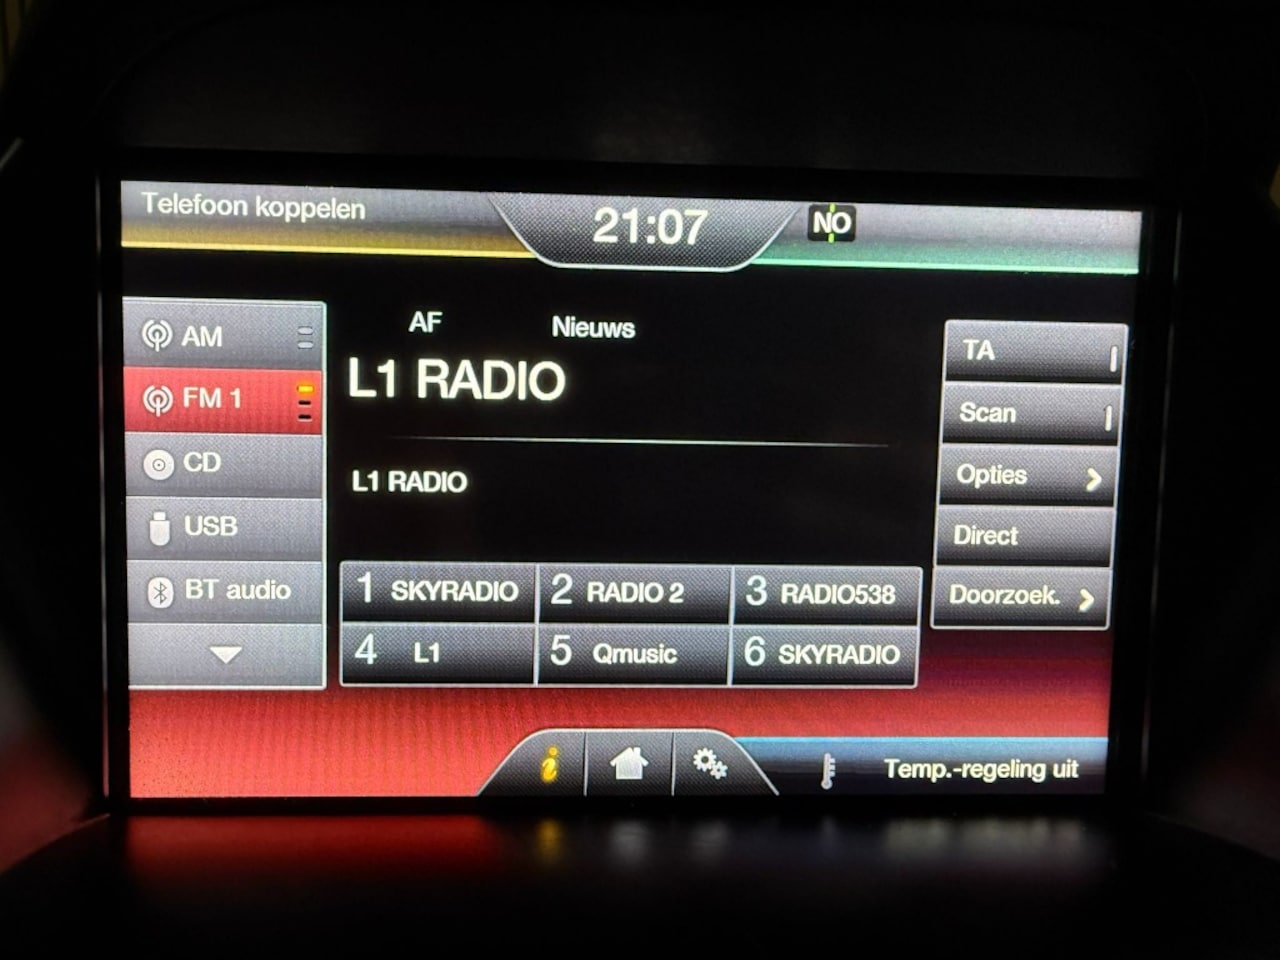 Telefoon koppelen
21:07
NO
AM
FM 1
CD
USB
BT audio
AF Nieuws
L1 RADIO
L1 RADIO
1 SKYRADIO 2 RADIO 2 3 RADIO538
4 L1 5 Qmusic 6 SKYRADIO
TA
Scan
Opties
Direct
Doorzoek.
i
Temp.-regeling uit